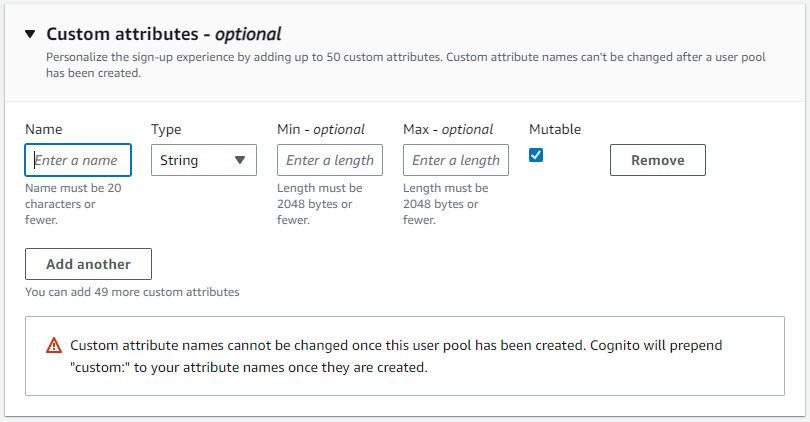 Custom attributes - optional
Personalize the sign-up experience by adding up to 50 custom attributes. Custom attribute names can't be changed after a user pool
has been created.
Name Type Min - optional Max - optional Mutable
Enter a name String Enter a length Enter a length Remove
Name must be 20 Length must be Length must be
characters or 2048 bytes or 2048 bytes or
fewer. fewer. fewer.
Add another
You can add 49 more custom attributes
Custom attribute names cannot be changed once this user pool has been created. Cognito will prepend
"custom:" to your attribute names once they are created.